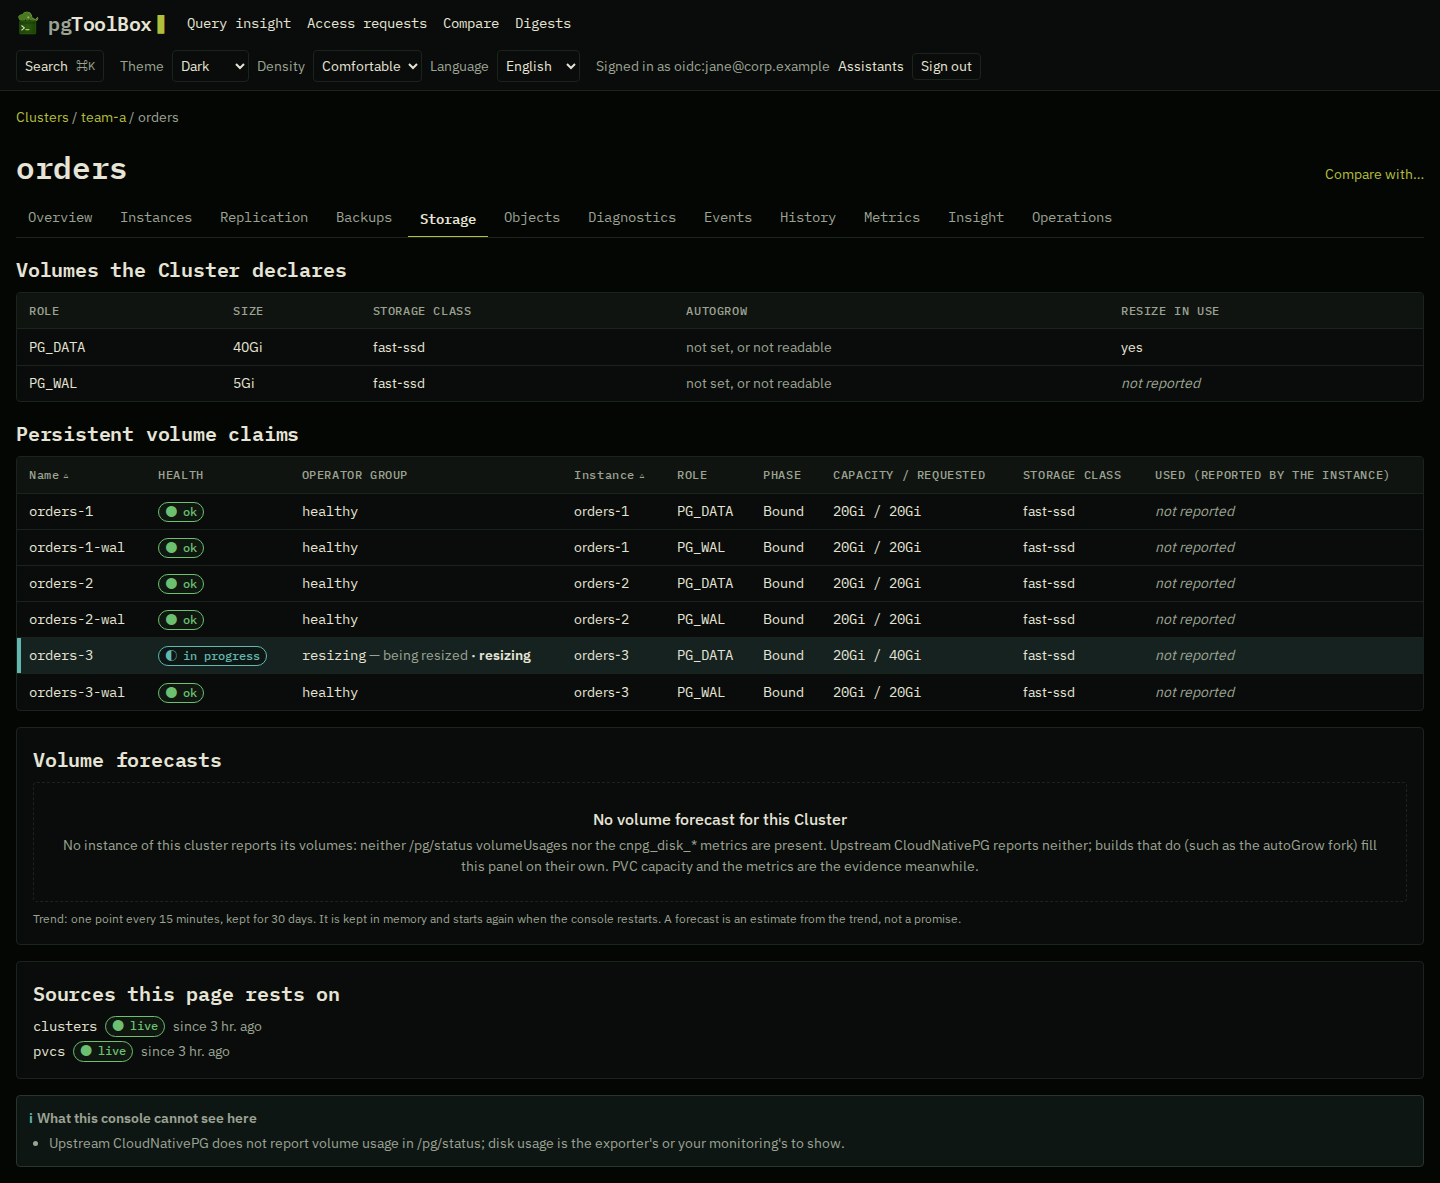 pgToolBox Query insight Access requests Compare Digests
Search ⌘K Theme Dark Density Comfortable Language English Signed in as oidc:jane@corp.example Assistants Sign out
Clusters / team-a / orders
orders
Compare with...
Overview Instances Replication Backups Storage Objects Diagnostics Events History Metrics Insight Operations
Volumes the Cluster declares
ROLE SIZE STORAGE CLASS AUTOGROW RESIZE IN USE
PG_DATA 40Gi fast-ssd not set, or not readable yes
PG_WAL 5Gi fast-ssd not set, or not readable not reported
Persistent volume claims
Name HEALTH OPERATOR GROUP Instance ROLE PHASE CAPACITY / REQUESTED STORAGE CLASS USED (REPORTED BY THE INSTANCE)
orders-1 ok healthy orders-1 PG_DATA Bound 20Gi / 20Gi fast-ssd not reported
orders-1-wal ok healthy orders-1 PG_WAL Bound 20Gi / 20Gi fast-ssd not reported
orders-2 ok healthy orders-2 PG_DATA Bound 20Gi / 20Gi fast-ssd not reported
orders-2-wal ok healthy orders-2 PG_WAL Bound 20Gi / 20Gi fast-ssd not reported
orders-3 in progress resizing — being resized · resizing orders-3 PG_DATA Bound 20Gi / 40Gi fast-ssd not reported
orders-3-wal ok healthy orders-3 PG_WAL Bound 20Gi / 20Gi fast-ssd not reported
Volume forecasts
No volume forecast for this Cluster
No instance of this cluster reports its volumes: neither /pg/status volumeUsages nor the cnpg_disk_* metrics are present. Upstream CloudNativePG reports neither; builds that do (such as the autoGrow fork) fill
this panel on their own. PVC capacity and the metrics are the evidence meanwhile.
Trend: one point every 15 minutes, kept for 30 days. It is kept in memory and starts again when the console restarts. A forecast is an estimate from the trend, not a promise.
Sources this page rests on
clusters live since 3 hr. ago
pvcs live since 3 hr. ago
i What this console cannot see here
• Upstream CloudNativePG does not report volume usage in /pg/status; disk usage is the exporter's or your monitoring's to show.